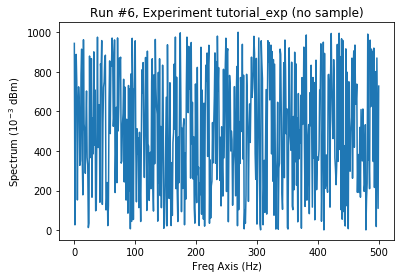 Run #6, Experiment tutorial_exp (no sample)
1000
800
600
400
200
0
Spectrum (10⁻³ dBm)
0 100 200 300 400 500
Freq Axis (Hz)